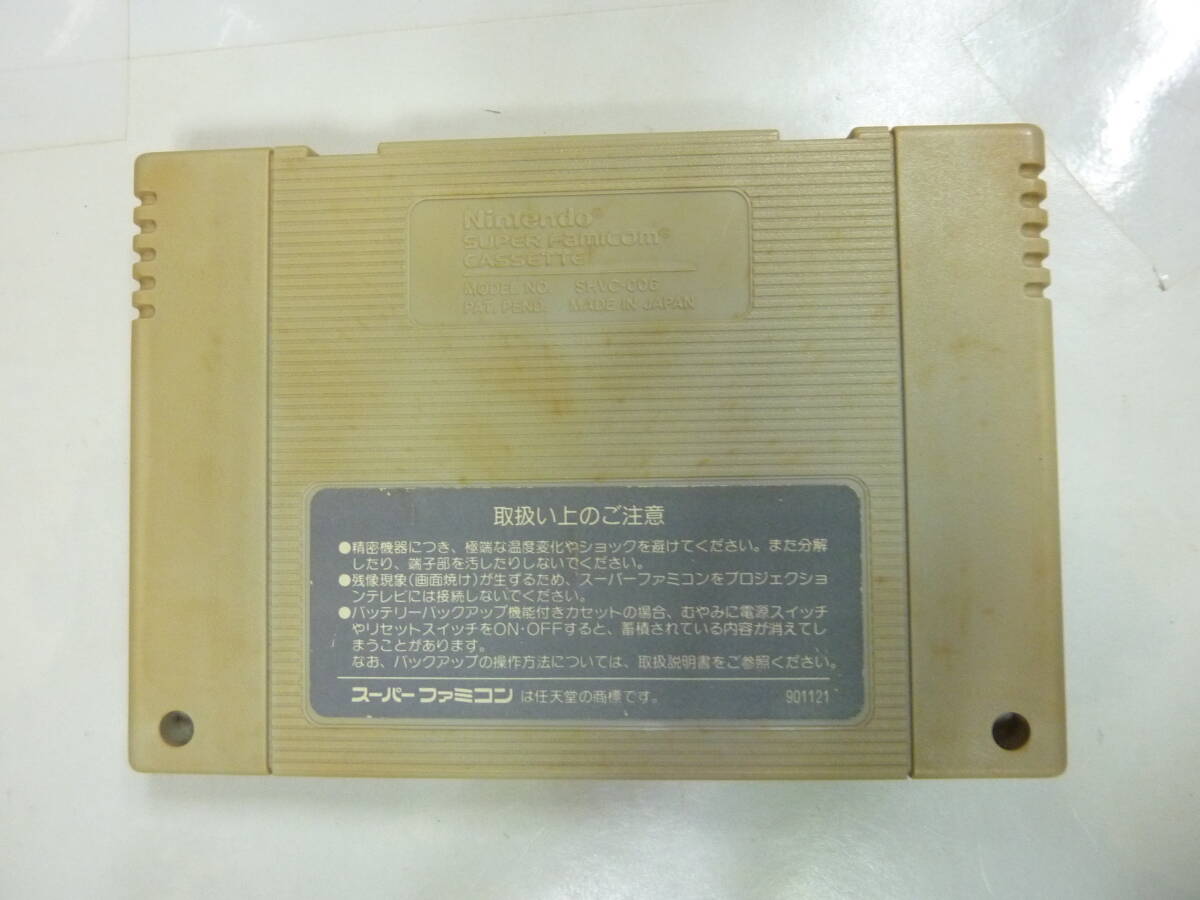 Nintendo®
SUPER FAMICOM®
CASSETTE
MODEL NO. SHVC-006
PAT. PEND. MADE IN JAPAN
取扱い上のご注意
●精密機器につき、極端な温度変化やショックを避けてください。また分解
したり、端子部を汚したりしないでください。
●残像現象(画面焼け)が生ずるため、スーパーファミコンをプロジェクショ
ンテレビには接続しないでください。
●バッテリーバックアップ機能付きカセットの場合、むやみに電源スイッチ
やリセットスイッチをON・OFFすると、蓄積されている内容が消えてし
まうことがあります。
なお、バックアップの操作方法については、取扱説明書をご参照ください。
スーパーファミコンは任天堂の商標です。 901121